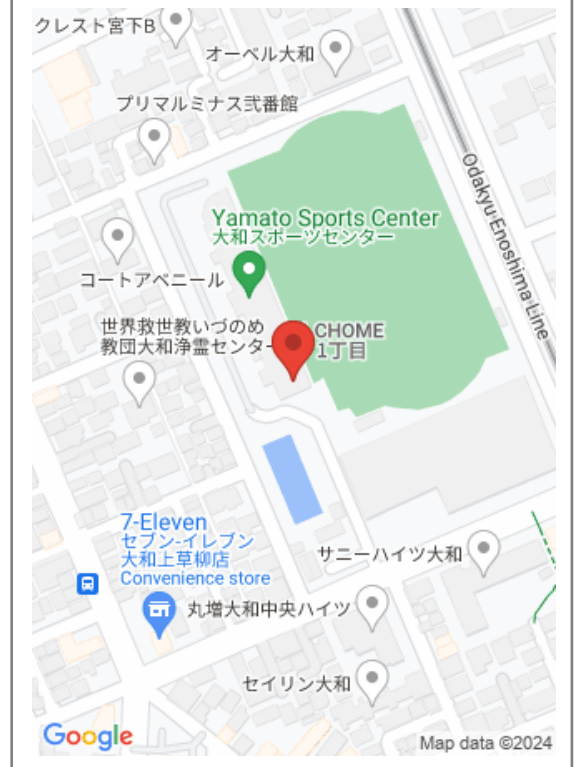 クレスト宮下B
オーベル大和
プリマルミナス弐番館
Odakyu Enoshima Line
Yamato Sports Center
大和スポーツセンター
コートアベニール
世界救世教いづのめ
教団大和浄霊センタ
CHOME
1丁目
7-Eleven
セブン-イレブン
大和上草柳店
Convenience store
サニーハイツ大和
丸増大和中央ハイツ
セイリン大和
Google
Map data ©2024